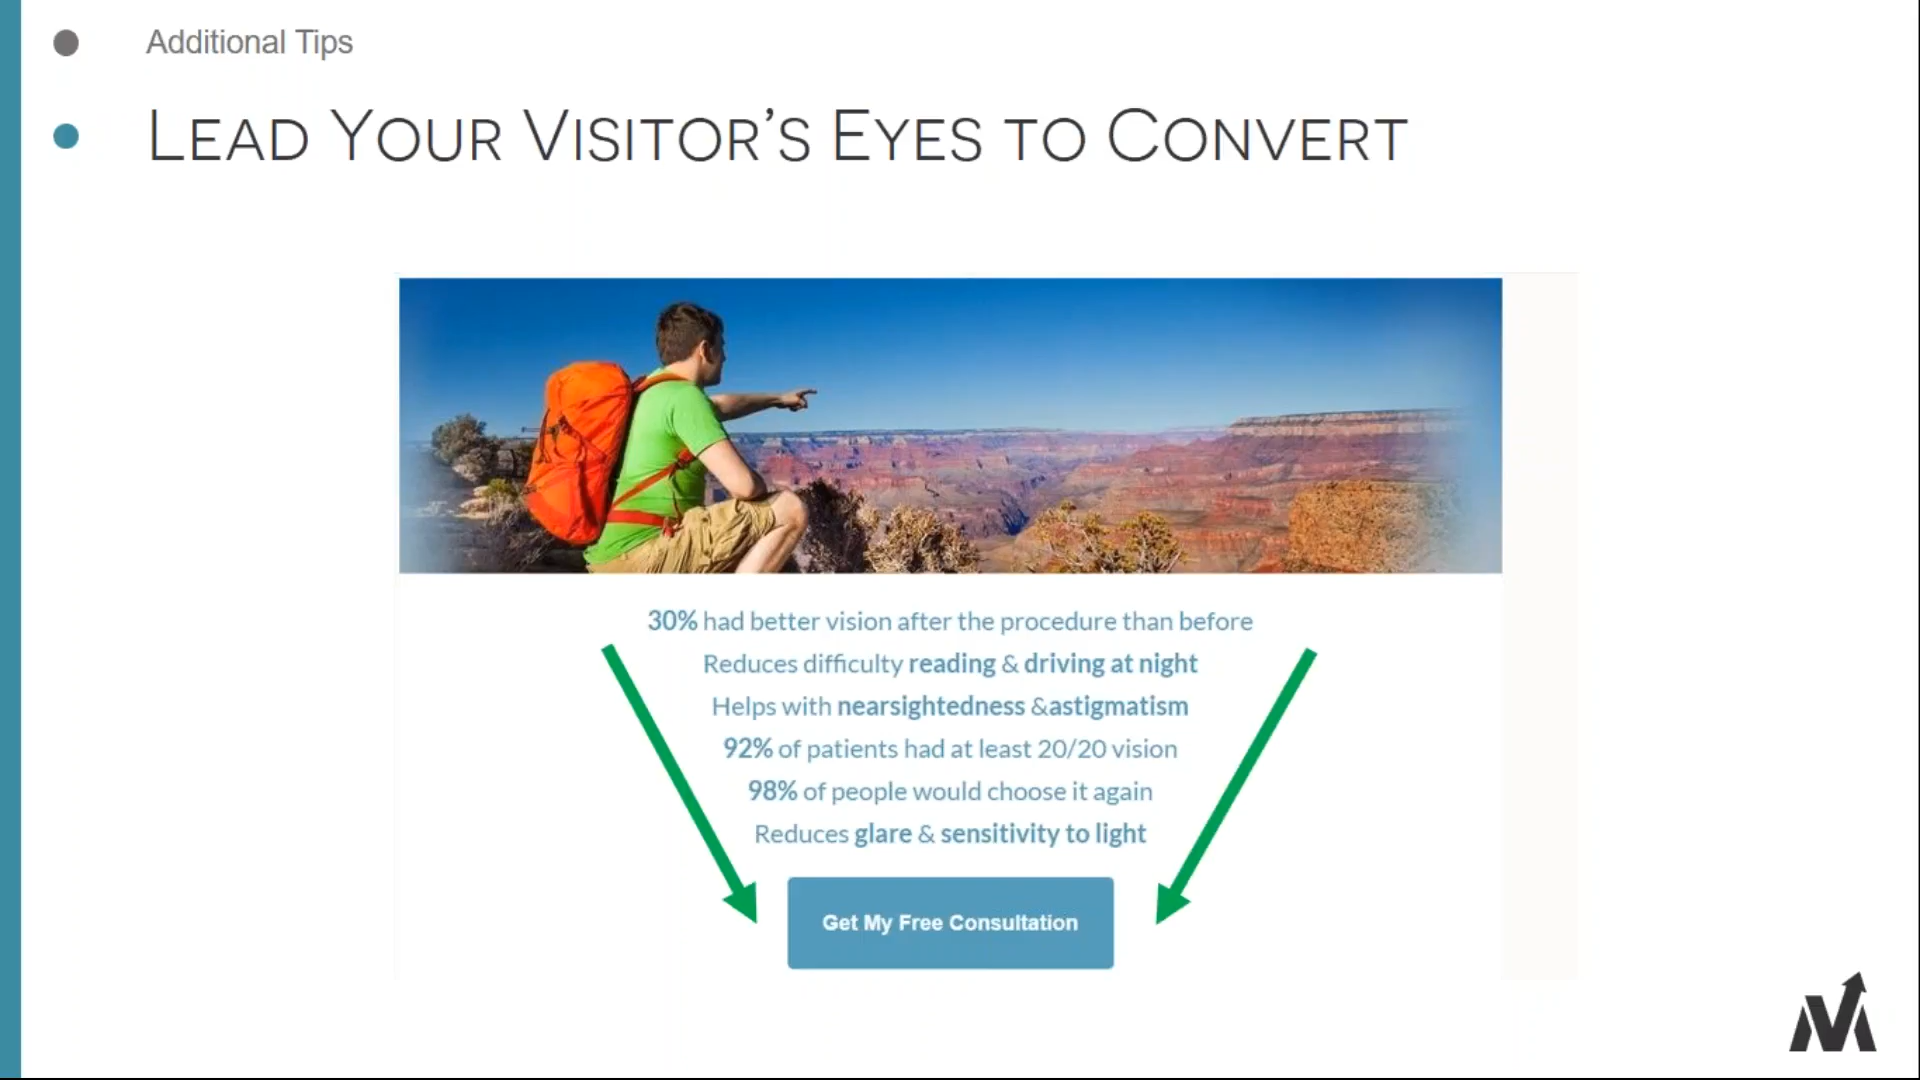 Additional Tips
Lead Your Visitor's Eyes to Convert
30% had better vision after the procedure than before
Reduces difficulty reading & driving at night
Helps with nearsightedness &astigmatism
92% of patients had at least 20/20 vision
98% of people would choose it again
Reduces glare & sensitivity to light
Get My Free Consultation